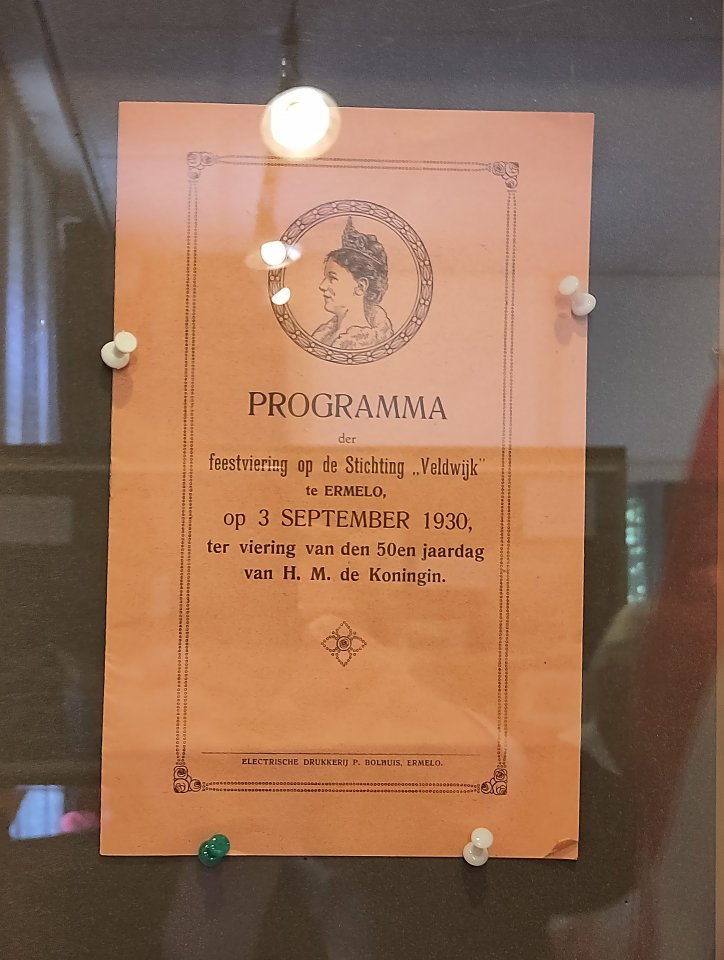 PROGRAMMA
der
feestviering op de Stichting „Veldwijk”
te ERMELO,
op 3 SEPTEMBER 1930,
ter viering van den 50en jaardag
van H. M. de Koningin.
ELECTRISCHE DRUKKERIJ P. BOLHUIS, ERMELO.